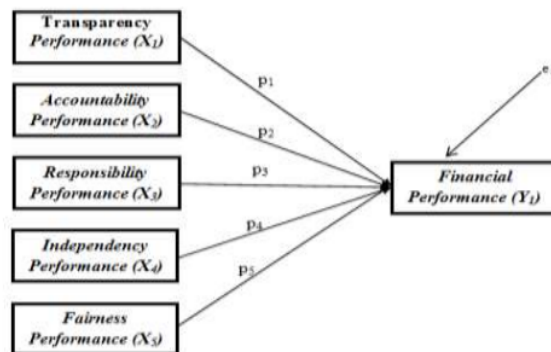 Transparency
Performance (X1)
p1
e
Accountability
Performance (X2)
p2
Responsibility
Performance (X3)
p3
Financial
Performance (Y1)
Independency
Performance (X4)
p4
p5
Fairness
Performance (X5)